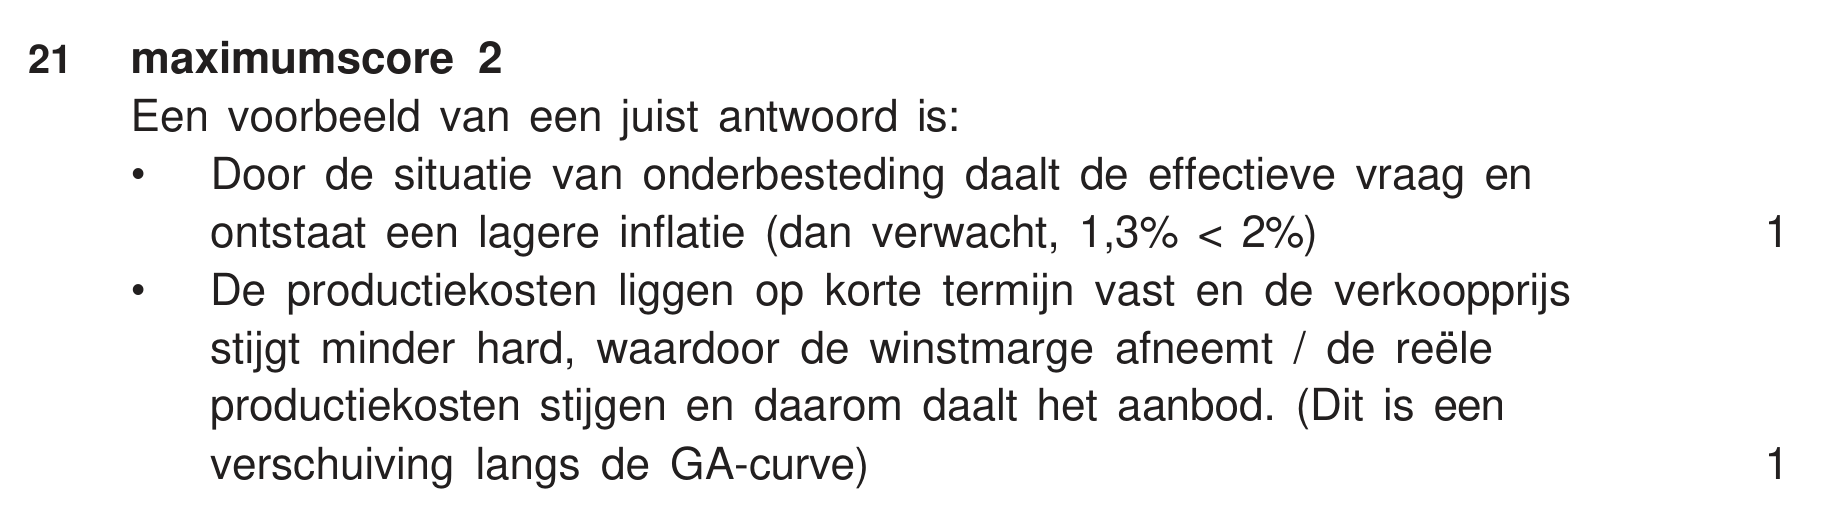 21 maximumscore 2
Een voorbeeld van een juist antwoord is:
• Door de situatie van onderbesteding daalt de effectieve vraag en
ontstaat een lagere inflatie (dan verwacht, 1,3% < 2%) 1
• De productiekosten liggen op korte termijn vast en de verkoopprijs
stijgt minder hard, waardoor de winstmarge afneemt / de reële
productiekosten stijgen en daarom daalt het aanbod. (Dit is een
verschuiving langs de GA-curve) 1